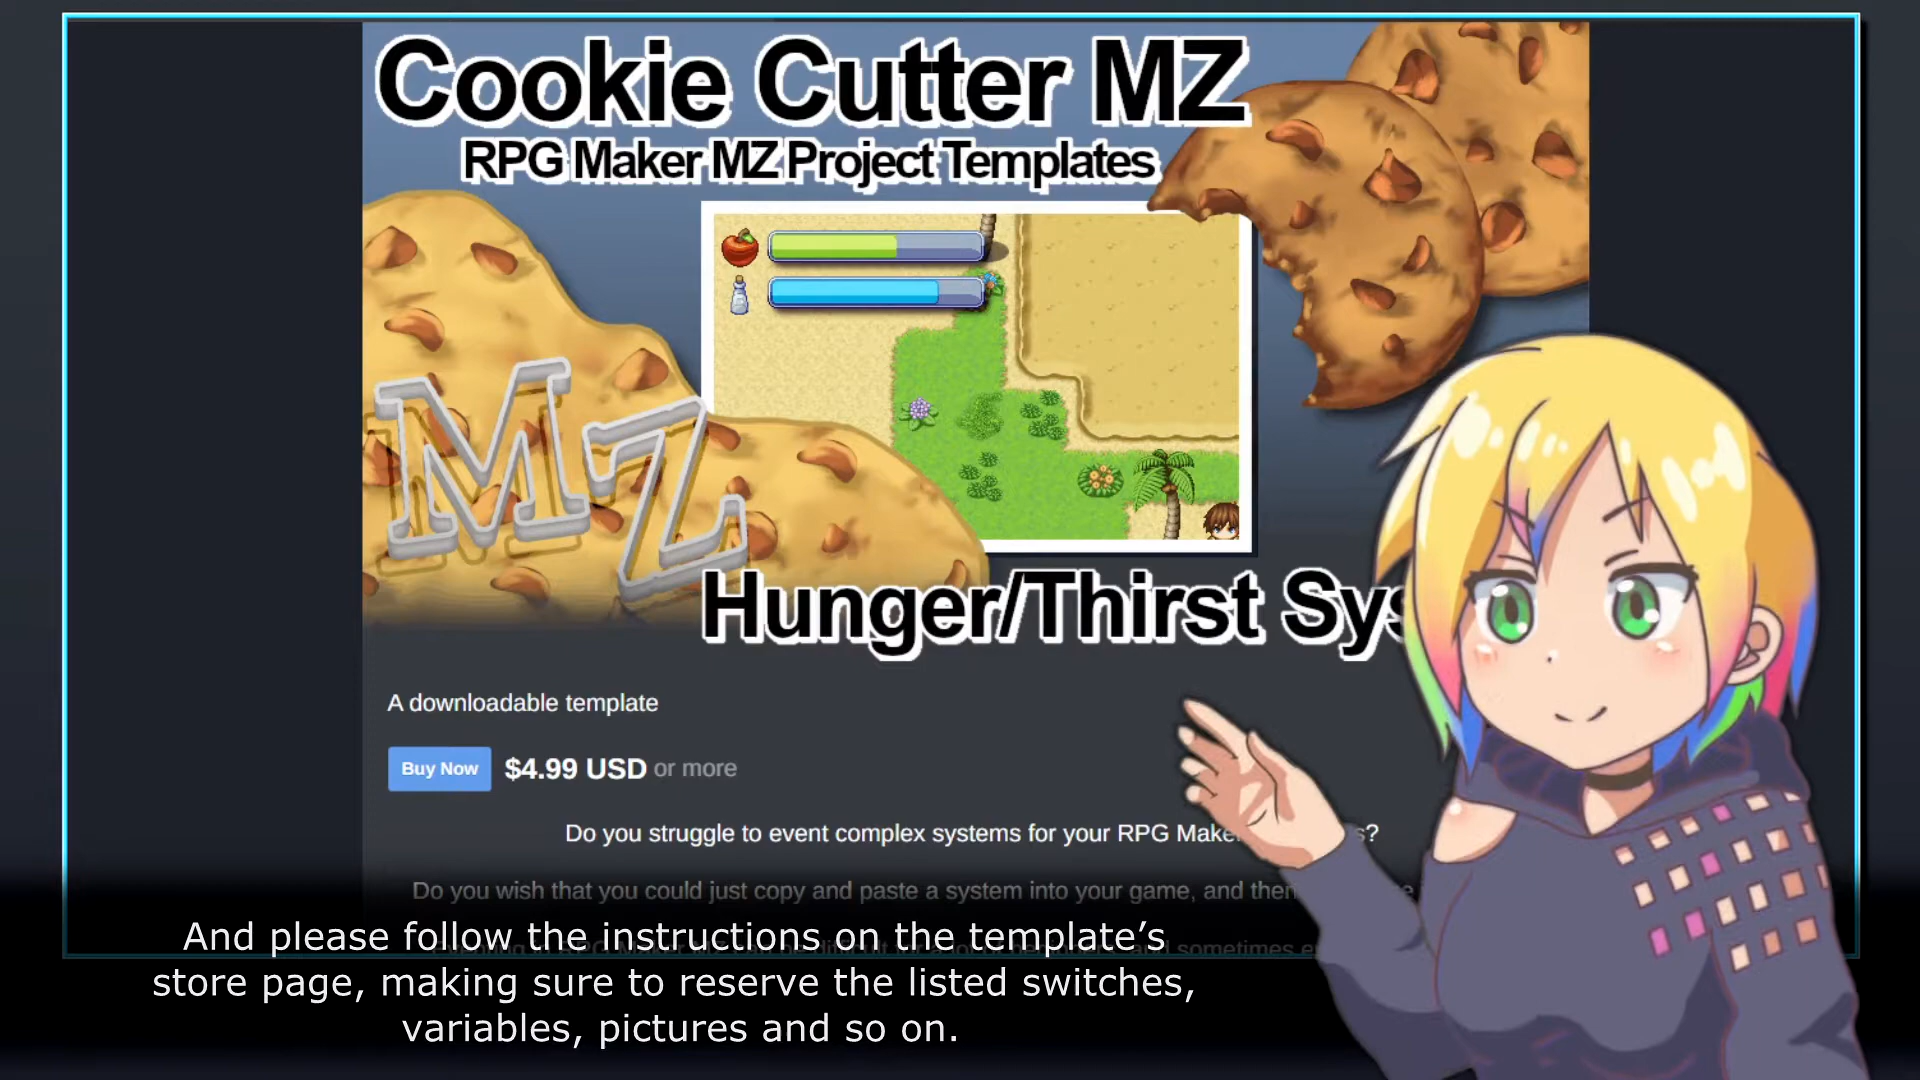 Cookie Cutter MZ
RPG Maker MZ Project Templates
MZ
Hunger/Thirst Sys
A downloadable template
Buy Now $4.99 USD or more
Do you struggle to event complex systems for your RPG Make s?
Do you wish that you could just copy and paste a system into your game, and then
And please follow the instructions on the template’s
store page, making sure to reserve the listed switches,
variables, pictures and so on.